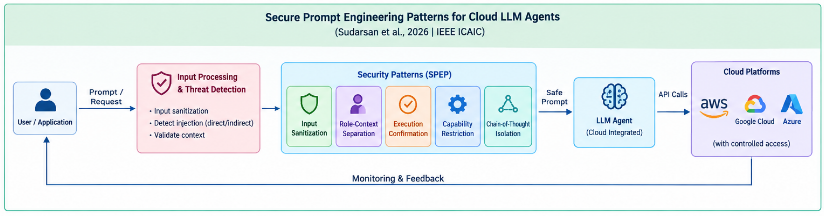 Secure Prompt Engineering Patterns for Cloud LLM Agents
(Sudarsan et al., 2026 | IEEE ICAIC)
User / Application
Prompt /
Request
Input Processing
& Threat Detection
• Input sanitization
• Detect injection (direct/indirect)
• Validate context
Security Patterns (SPEP)
Input
Sanitization
Role-Context
Separation
Execution
Confirmation
Capability
Restriction
Chain-of-Thought
Isolation
Safe
Prompt
LLM Agent
(Cloud Integrated)
API Calls
Cloud Platforms
aws
Google Cloud
Azure
(with controlled access)
Monitoring & Feedback